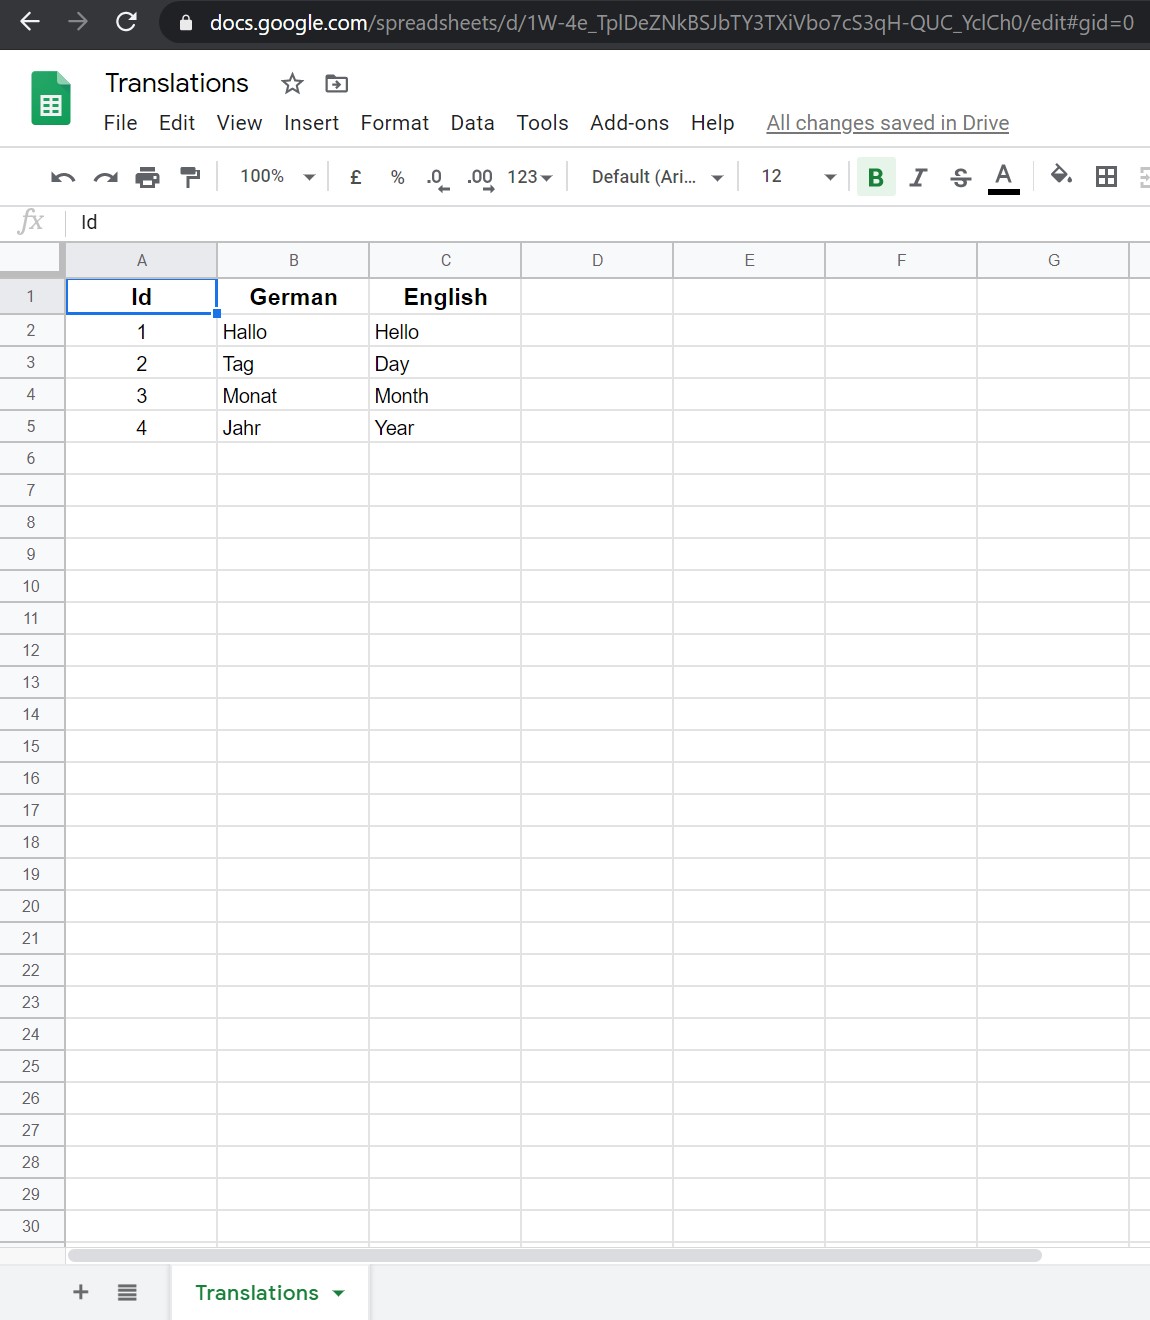 docs.google.com/spreadsheets/d/1W-4e_TplDeZNkBSJbTY3TXiVbo7cS3qH-QUC_YclCh0/edit#gid=0
Translations
File Edit View Insert Format Data Tools Add-ons Help All changes saved in Drive
100% £ % .0 .00 123 Default (Ari... 12 B I S A
fx Id
A B C D E F G
1 Id German English
2 1 Hallo Hello
3 2 Tag Day
4 3 Monat Month
5 4 Jahr Year
6
7
8
9
10
11
12
13
14
15
16
17
18
19
20
21
22
23
24
25
26
27
28
29
30
+ Translations